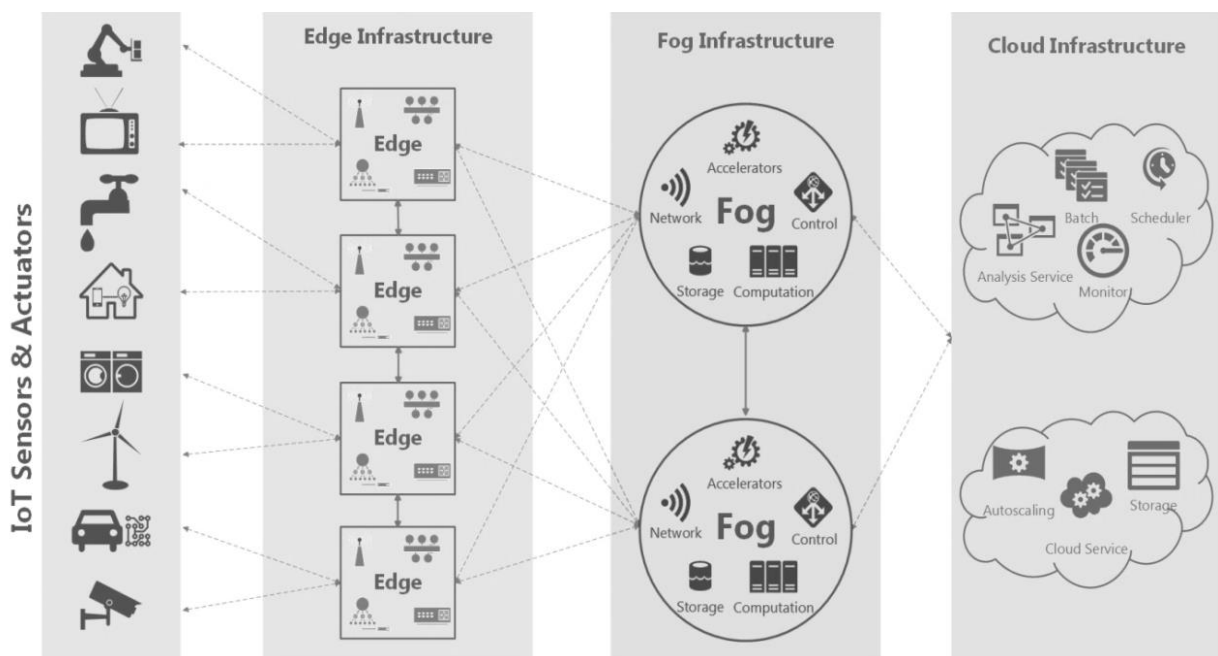 IoT Sensors & Actuators
Edge Infrastructure
Edge
Edge
Edge
Edge
Fog Infrastructure
Accelerators
Network
Fog
Control
Storage
Computation
Accelerators
Network
Fog
Control
Storage
Computation
Cloud Infrastructure
Batch
Scheduler
Analysis Service
Monitor
Autoscaling
Storage
Cloud Service